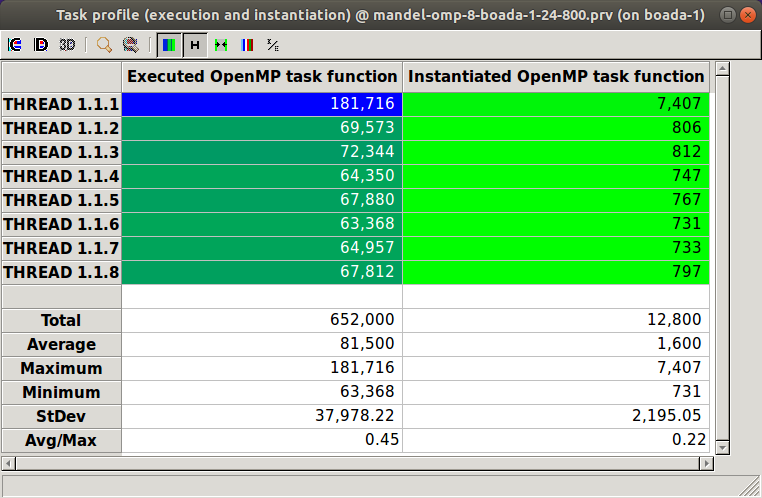 Task profile (execution and instantiation) @ mandel-omp-8-boada-1-24-800.prv (on boada-1)
3D
Executed OpenMP task function Instantiated OpenMP task function
THREAD 1.1.1 181,716 7,407
THREAD 1.1.2 69,573 806
THREAD 1.1.3 72,344 812
THREAD 1.1.4 64,350 747
THREAD 1.1.5 67,880 767
THREAD 1.1.6 63,368 731
THREAD 1.1.7 64,957 733
THREAD 1.1.8 67,812 797
Total 652,000 12,800
Average 81,500 1,600
Maximum 181,716 7,407
Minimum 63,368 731
StDev 37,978.22 2,195.05
Avg/Max 0.45 0.22